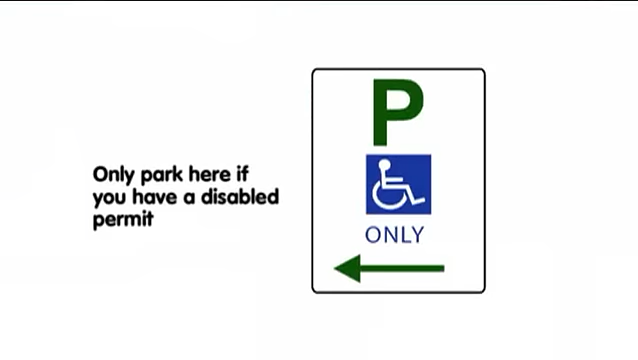 Only park here if
you have a disabled
permit
P
ONLY